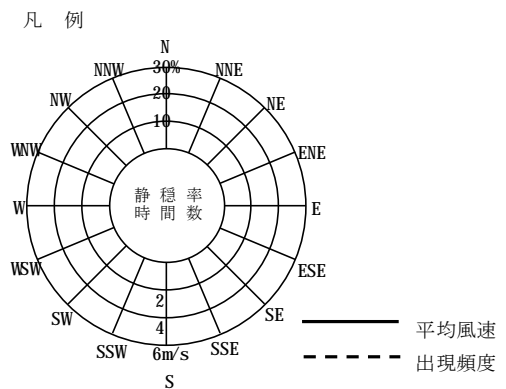 凡 例
N
NNW 30% NNE
NW 20 NE
10
WNW ENE
静 穏 率
W 時 間 数 E
WSW ESE
2
SW 4 SE
SSW 6m/s SSE
S
平均風速
出現頻度